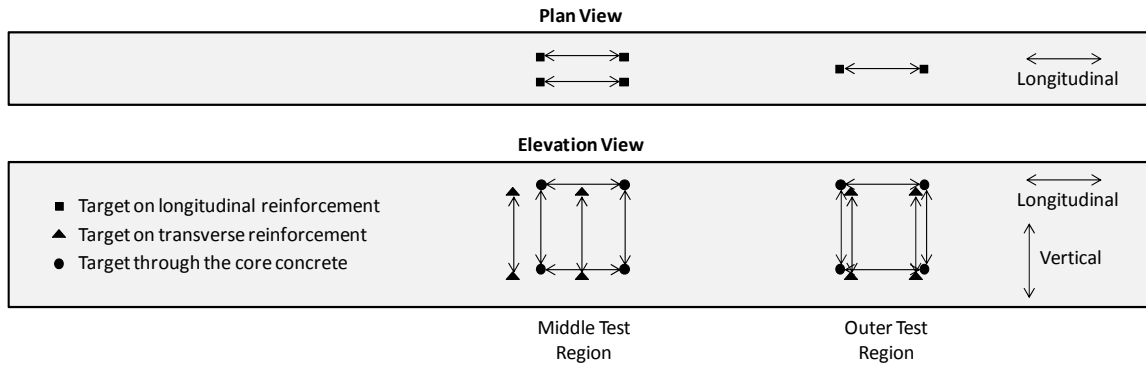 Plan View
Longitudinal
Elevation View
Target on longitudinal reinforcement
Target on transverse reinforcement
Target through the core concrete
Longitudinal
Vertical
Middle Test
Region
Outer Test
Region